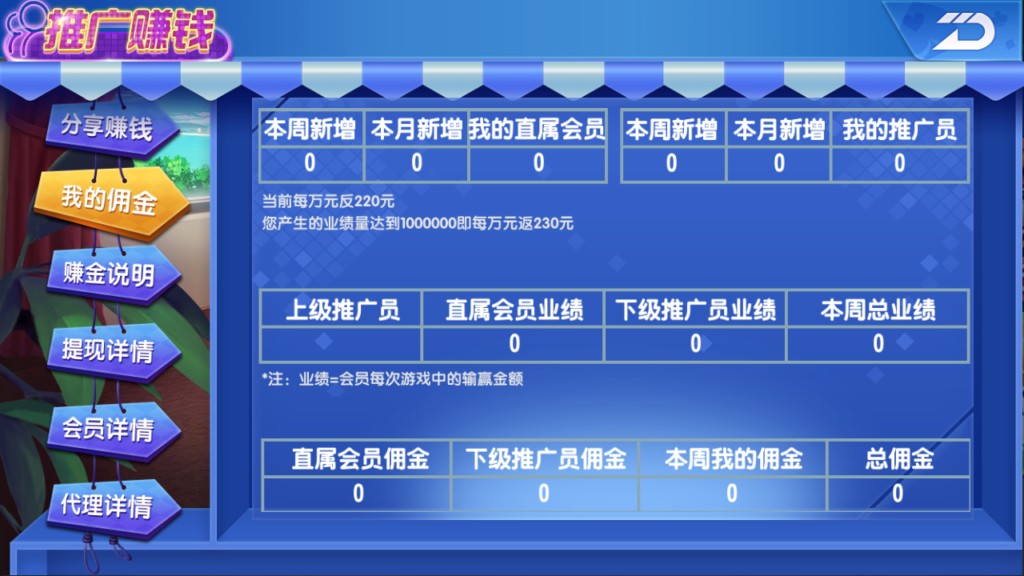 推广赚钱
分享赚钱
我的佣金
赚金说明
提现详情
会员详情
代理详情
本周新增 本月新增 我的直属会员 本周新增 本月新增 我的推广员
0 0 0 0 0 0
当前每万元反220元
您产生的业绩量达到1000000即每万元返230元
上级推广员 直属会员业绩 下级推广员业绩 本周总业绩
0 0 0
*注：业绩=会员每次游戏中的输赢金额
直属会员佣金 下级推广员佣金 本周我的佣金 总佣金
0 0 0 0